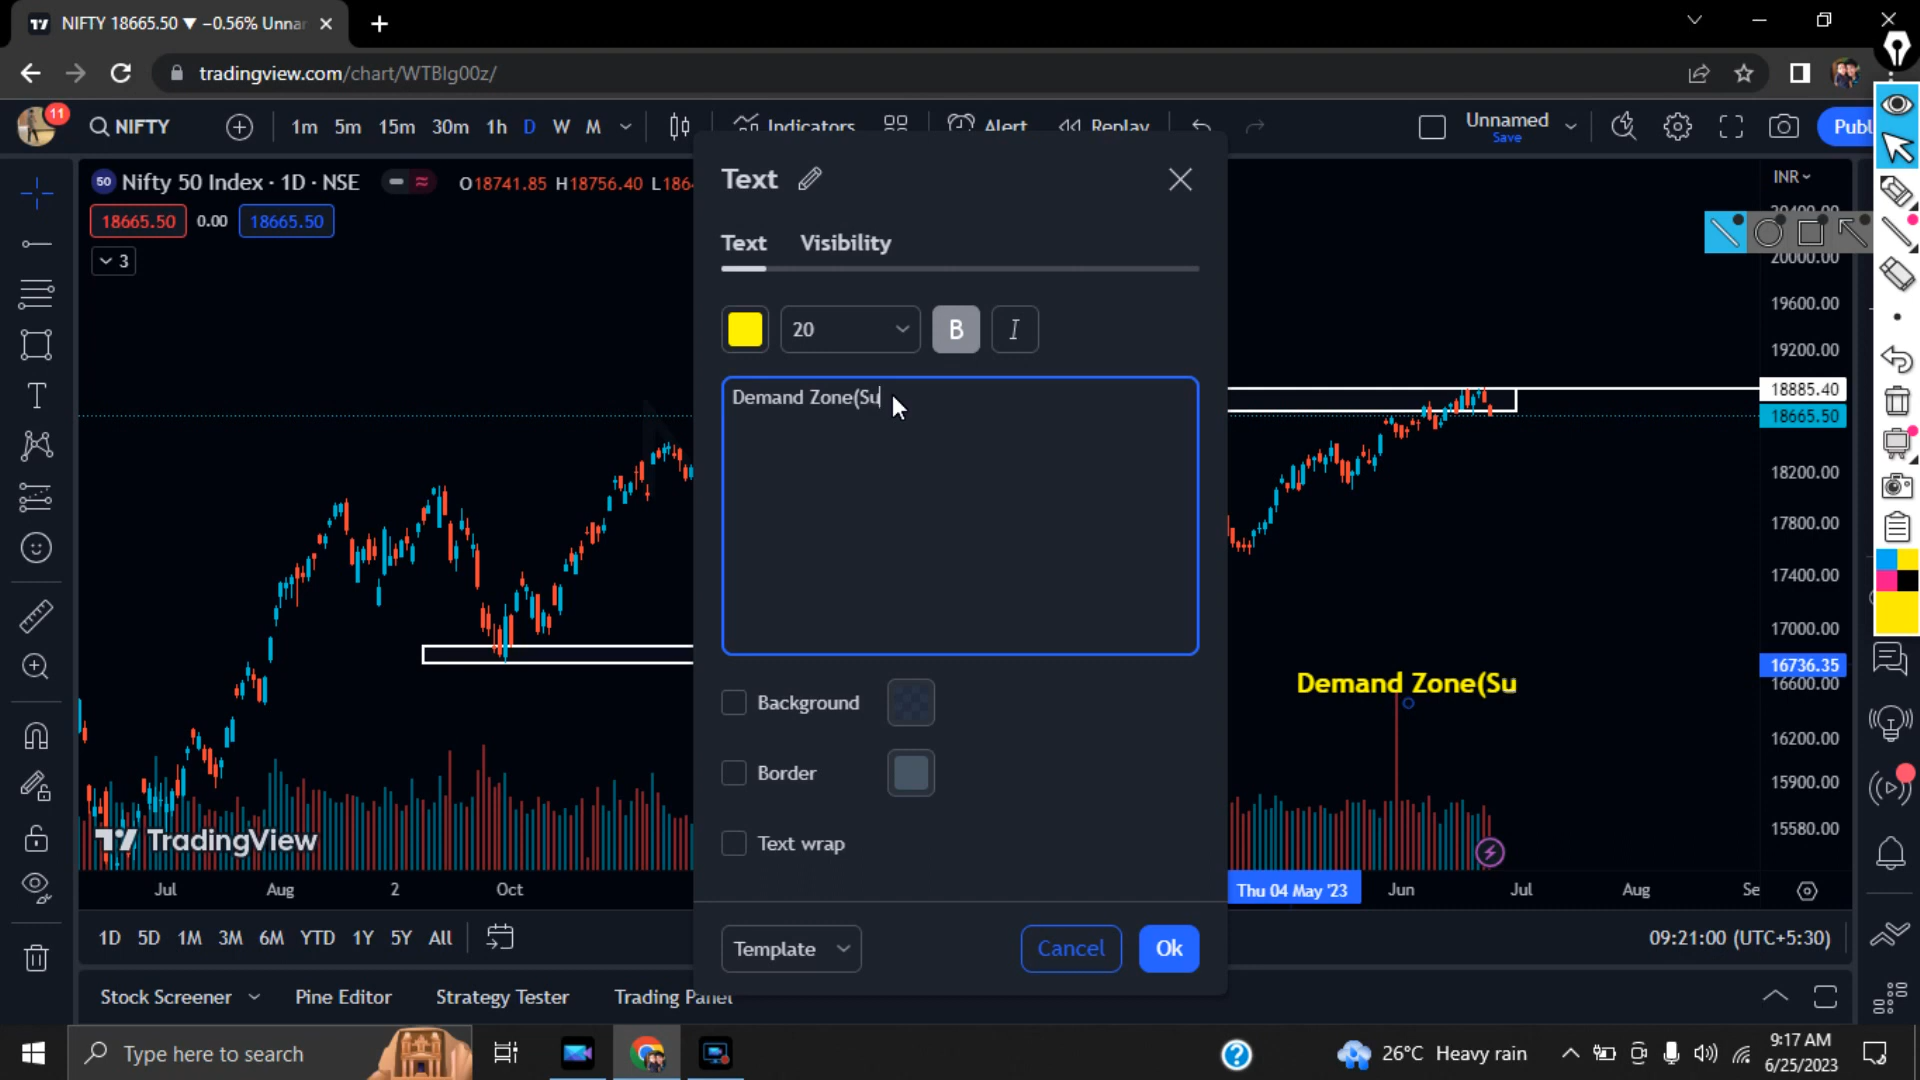 NIFTY 18665.50 ▼ −0.56% Unnar
tradingview.com/chart/WTBIg00z/
11
NIFTY
1m 5m 15m 30m 1h D W M
Indicators
Alert
Replay
Unnamed
Save
Publ
50 Nifty 50 Index · 1D · NSE
O18741.85 H18756.40 L1864
18665.50 0.00 18665.50
3
Text
Text Visibility
20
B I
Demand Zone(Su
Background
Border
Text wrap
Template
Cancel
Ok
INR
20000.00
19600.00
19200.00
18885.40
18665.50
18200.00
17800.00
17400.00
17000.00
16736.35
16600.00
16200.00
15900.00
15580.00
Demand Zone(Su
TradingView
Jul Aug 2 Oct
Thu 04 May '23
Jun Jul Aug Se
1D 5D 1M 3M 6M YTD 1Y 5Y All
09:21:00 (UTC+5:30)
Stock Screener
Pine Editor
Strategy Tester
Trading Panel
Type here to search
26°C Heavy rain
9:17 AM
6/25/2023